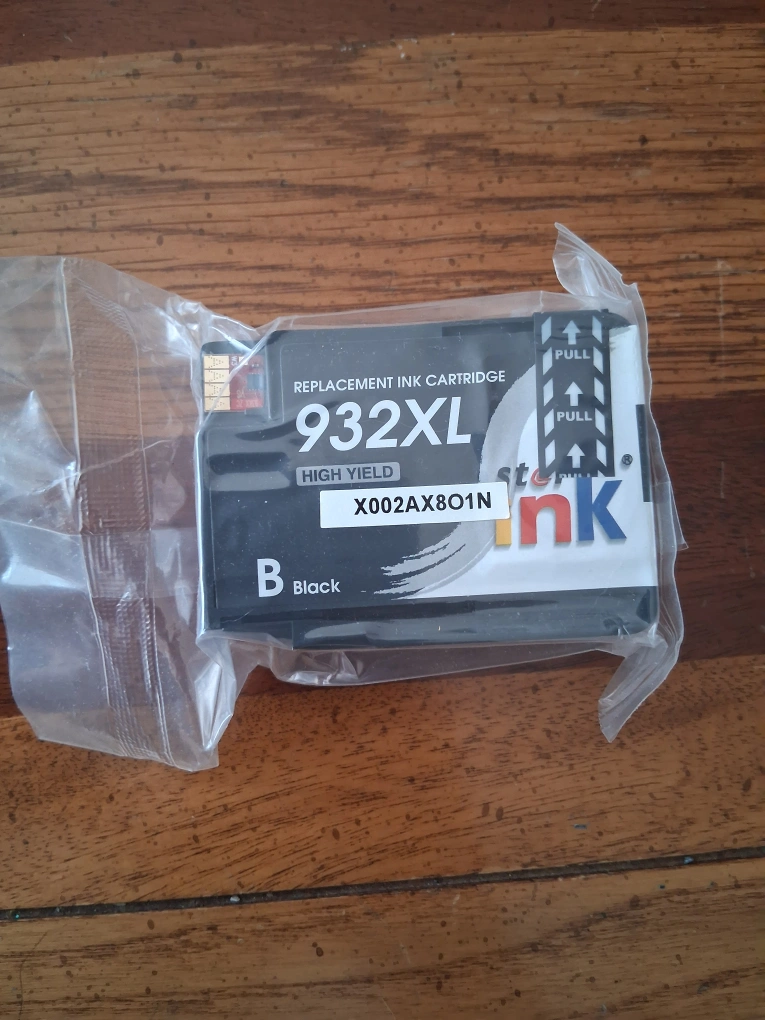 REPLACEMENT INK CARTRIDGE
932XL
HIGH YIELD
X002AX8O1N
B Black
PULL
PULL
ink
®